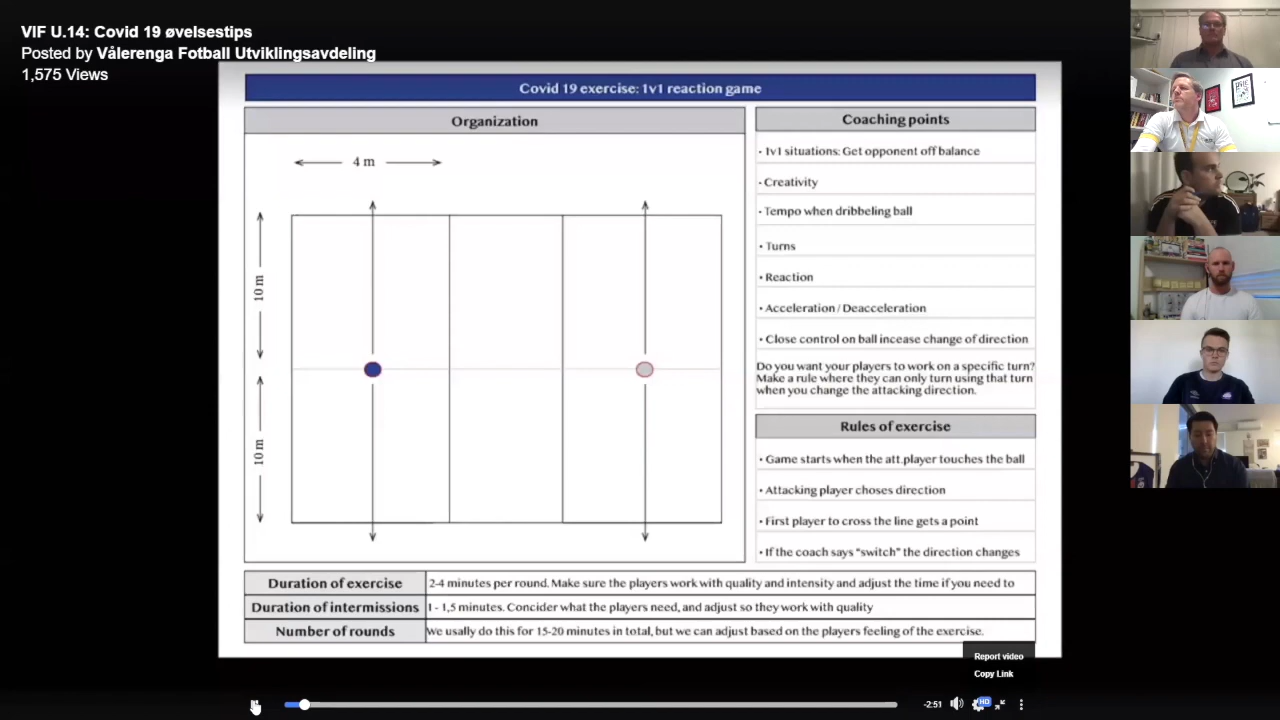 VIF U.14: Covid 19 øvelsestips
Posted by Vålerenga Fotball Utviklingsavdeling
1,575 Views
Covid 19 exercise: 1v1 reaction game
Organization
4 m
10 m
10 m
Coaching points
• 1v1 situations: Get opponent off balance
• Creativity
• Tempo when dribbeling ball
• Turns
• Reaction
• Acceleration / Deacceleration
• Close control on ball incease change of direction
Do you want your players to work on a specific turn?
Make a rule where they can only turn using that turn
when you change the attacking direction.
Rules of exercise
• Game starts when the att.player touches the ball
• Attacking player choses direction
• First player to cross the line gets a point
• If the coach says “switch” the direction changes
Duration of exercise 2-4 minutes per round. Make sure the players work with quality and intensity and adjust the time if you need to
Duration of intermissions 1 - 1,5 minutes. Concider what the players need, and adjust so they work with quality
Number of rounds We usally do this for 15-20 minutes in total, but we can adjust based on the players feeling of the exercise.
Report video
Copy Link
-2:51
HD